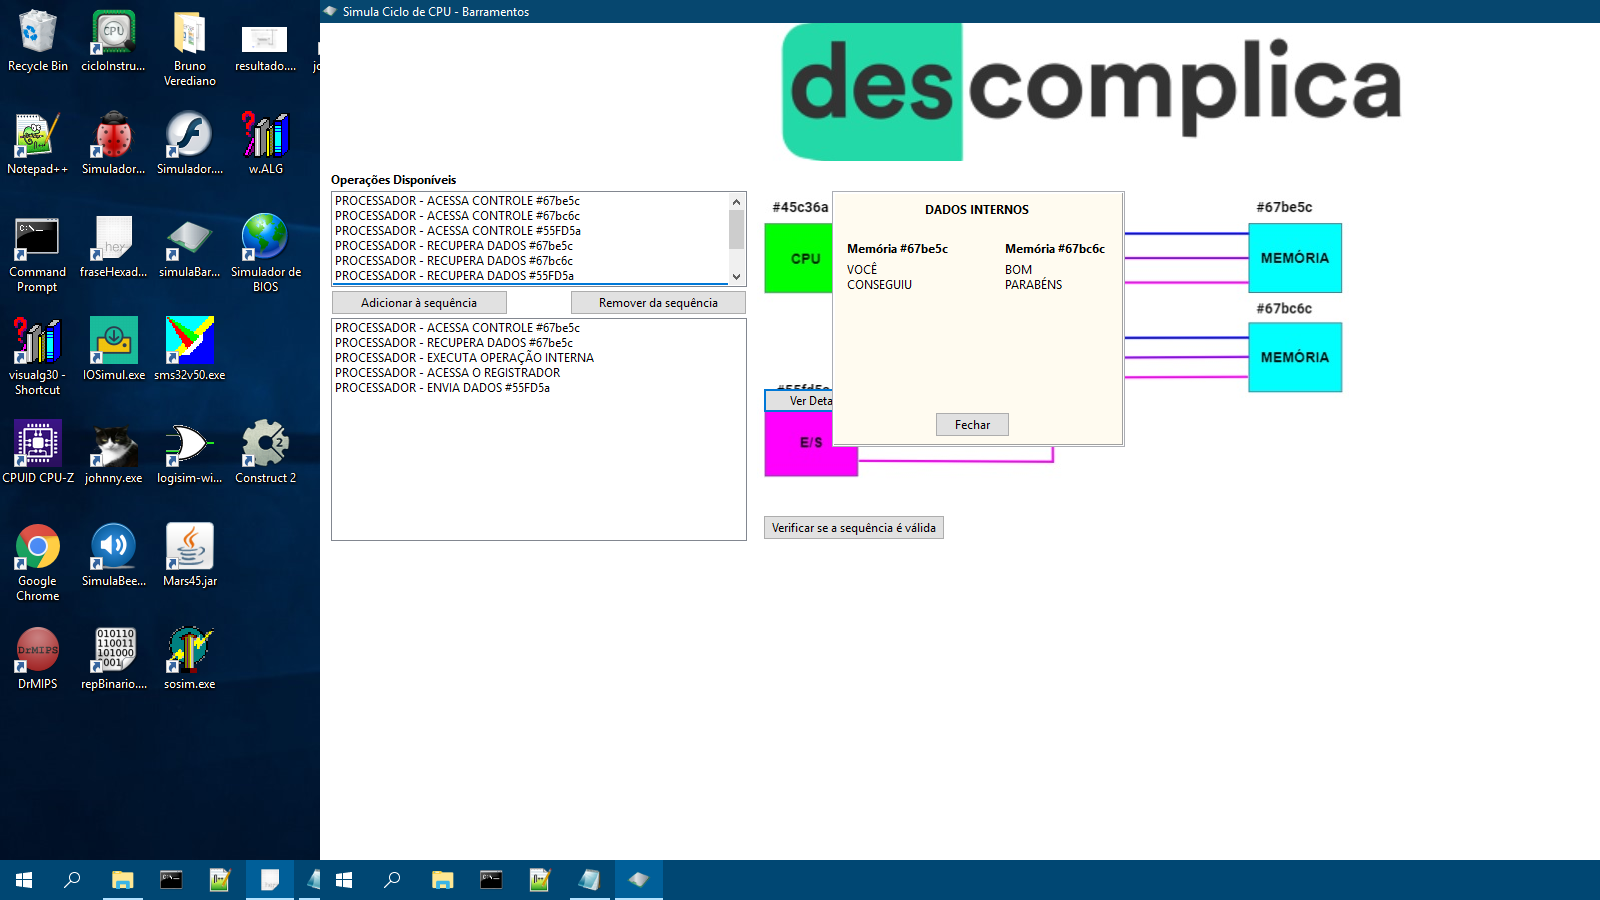 Simula Ciclo de CPU - Barramentos
Recycle Bin
cicloInstru...
Bruno
Verediano
resultado....
Notepad++
Simulador...
Simulador....
w.ALG
Command
Prompt
fraseHexad...
simulaBar...
Simulador de
BIOS
visualg30 -
Shortcut
IOSimul.exe
sms32v50.exe
CPUID CPU-Z
johnny.exe
logisim-wi...
Construct 2
Google
Chrome
SimulaBee...
Mars45.jar
DrMIPS
repBinario....
sosim.exe
descomplica
Operações Disponíveis
PROCESSADOR - ACESSA CONTROLE #67be5c
PROCESSADOR - ACESSA CONTROLE #67bc6c
PROCESSADOR - ACESSA CONTROLE #55FD5a
PROCESSADOR - RECUPERA DADOS #67be5c
PROCESSADOR - RECUPERA DADOS #67bc6c
PROCESSADOR - RECUPERA DADOS #55FD5a
Adicionar à sequência
Remover da sequência
PROCESSADOR - ACESSA CONTROLE #67be5c
PROCESSADOR - RECUPERA DADOS #67be5c
PROCESSADOR - EXECUTA OPERAÇÃO INTERNA
PROCESSADOR - ACESSA O REGISTRADOR
PROCESSADOR - ENVIA DADOS #55FD5a
#45c36a
CPU
DADOS INTERNOS
Memória #67be5c
VOCÊ
CONSEGUIU
Memória #67bc6c
BOM
PARABÉNS
Fechar
#67be5c
MEMÓRIA
#67bc6c
MEMÓRIA
#55fd5a
Ver Deta
E/S
Verificar se a sequência é válida